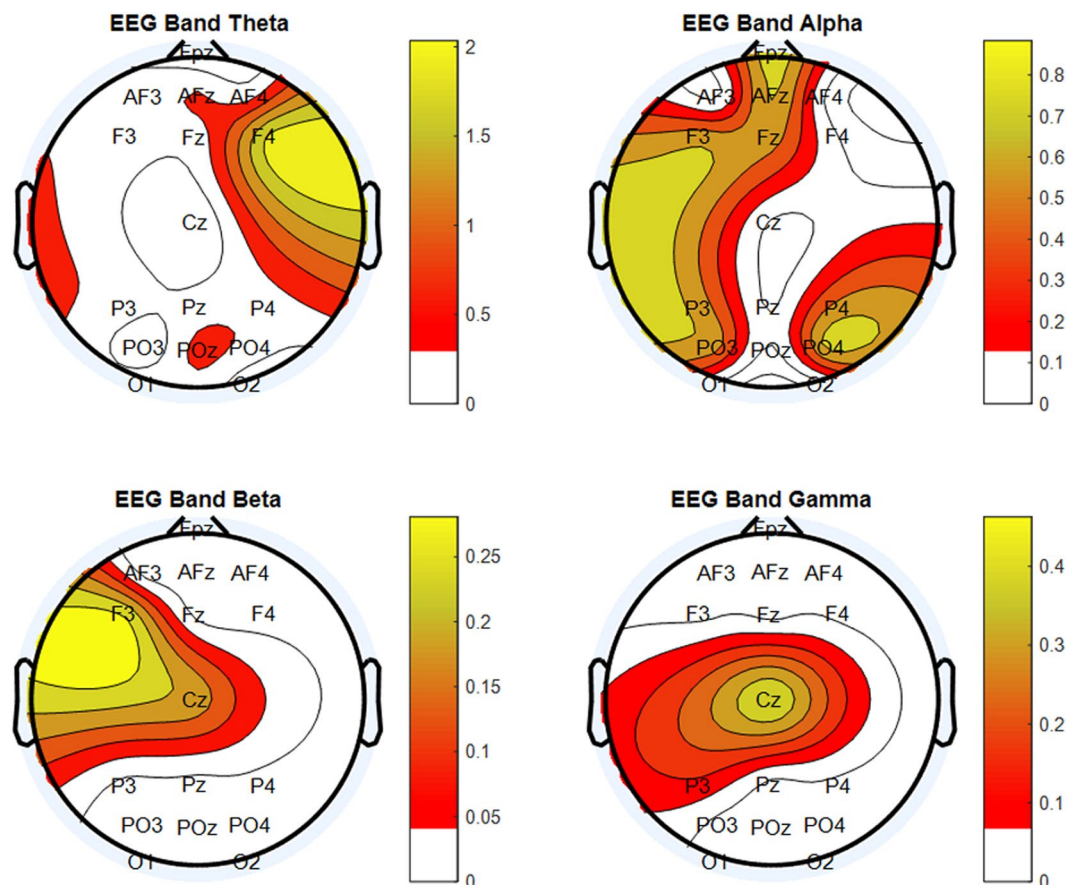 EEG Band Theta
Fpz
AF3 AFz AF4
F3 Fz F4
Cz
P3 Pz P4
PO3 POz PO4
O1 O2
2
1.5
1
0.5
0
EEG Band Alpha
Fpz
AF3 AFz AF4
F3 Fz F4
Cz
P3 Pz P4
PO3 POz PO4
O1 O2
0.8
0.7
0.6
0.5
0.4
0.3
0.2
0.1
0
EEG Band Beta
Fpz
AF3 AFz AF4
F3 Fz F4
Cz
P3 Pz P4
PO3 POz PO4
O1 O2
0.25
0.2
0.15
0.1
0.05
0
EEG Band Gamma
Fpz
AF3 AFz AF4
F3 Fz F4
Cz
P3 Pz P4
PO3 POz PO4
O1 O2
0.4
0.3
0.2
0.1
0